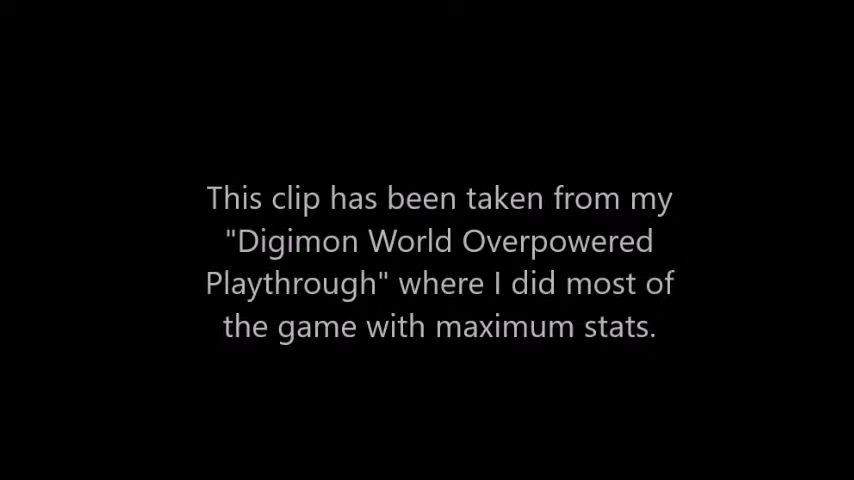 This clip has been taken from my
"Digimon World Overpowered
Playthrough" where I did most of
the game with maximum stats.